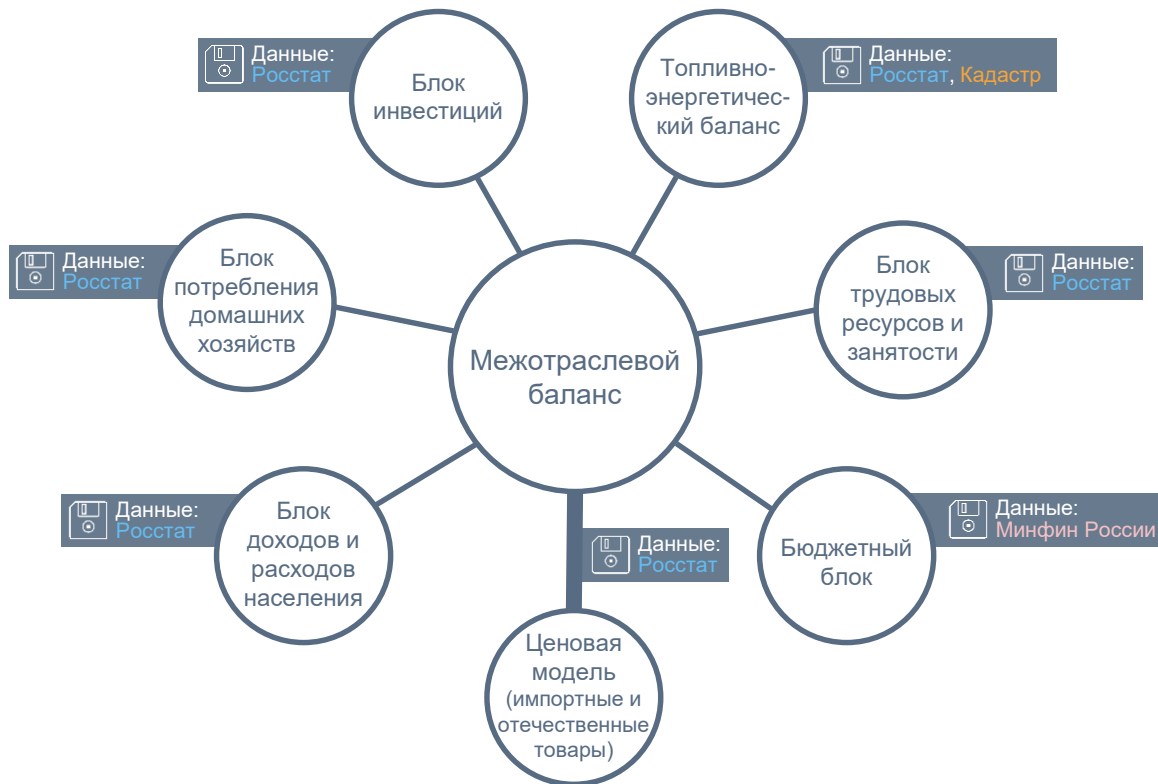 Данные:
Росстат
Блок
инвестиций
Топливно-
энергетичес-
кий баланс
Данные:
Росстат, Кадастр
Данные:
Росстат
Блок
потребления
домашних
хозяйств
Межотраслевой
баланс
Блок
трудовых
ресурсов и
занятости
Данные:
Росстат
Данные:
Росстат
Блок
доходов и
расходов
населения
Данные:
Росстат
Бюджетный
блок
Данные:
Минфин России
Ценовая
модель
(импортные и
отечественные
товары)